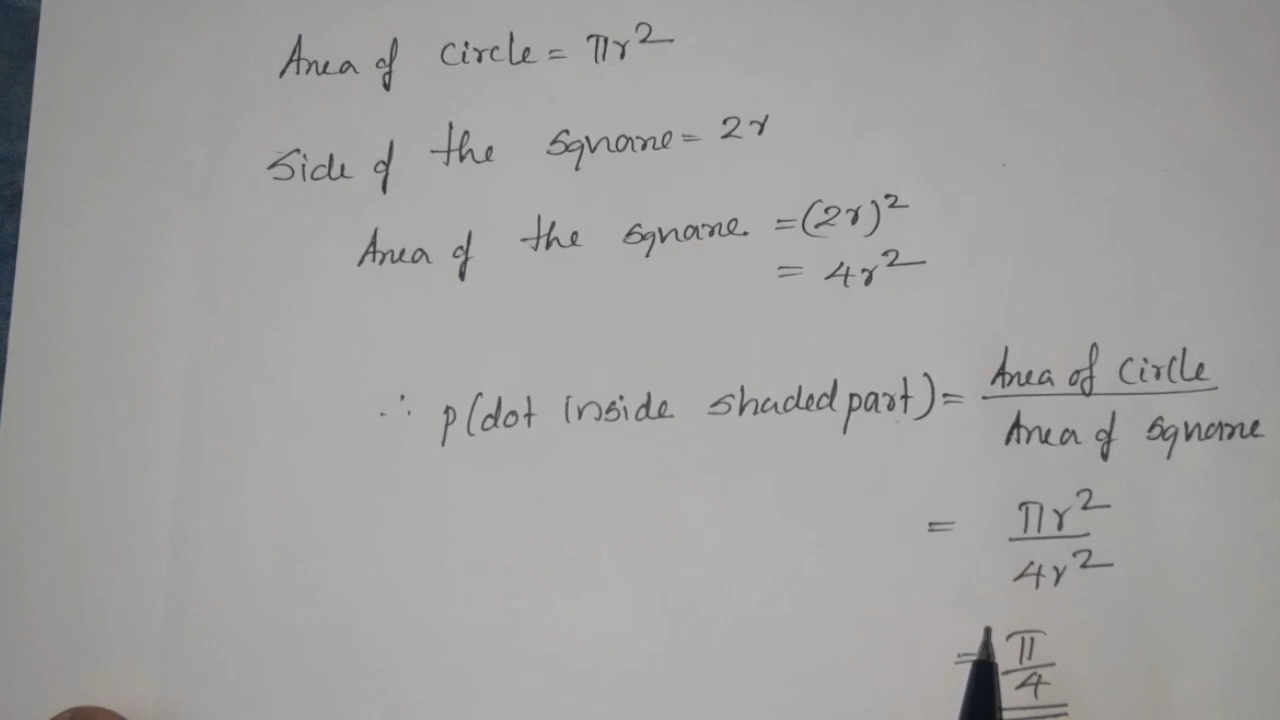 Area of circle = πr²
Side of the square = 2r
Area of the square = (2r)²
= 4r²
∴ P(dot inside shaded part) = Area of circle / Area of square
= πr² / 4r²
= π / 4